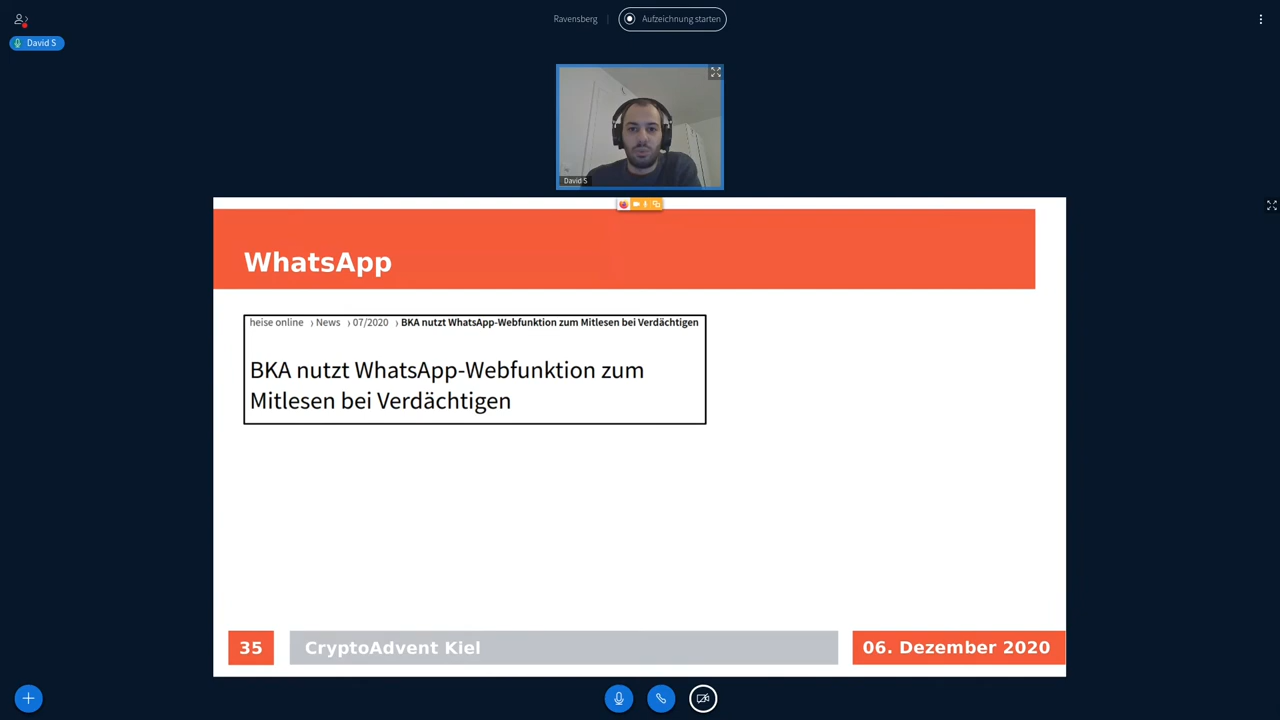 Ravensberg
Aufzeichnung starten
David S
David S
WhatsApp
heise online › News › 07/2020 › BKA nutzt WhatsApp-Webfunktion zum Mitlesen bei Verdächtigen
BKA nutzt WhatsApp-Webfunktion zum
Mitlesen bei Verdächtigen
35
CryptoAdvent Kiel
06. Dezember 2020